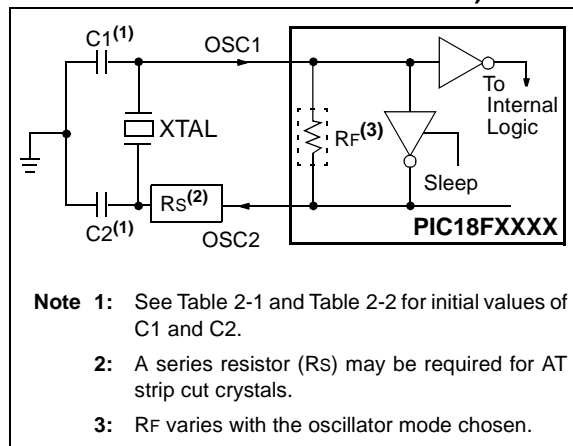 C1(1)
OSC1
To
Internal
Logic
XTAL
RF(3)
Sleep
RS(2)
C2(1)
OSC2
PIC18FXXXX
Note 1: See Table 2-1 and Table 2-2 for initial values of
C1 and C2.
2: A series resistor (RS) may be required for AT
strip cut crystals.
3: RF varies with the oscillator mode chosen.